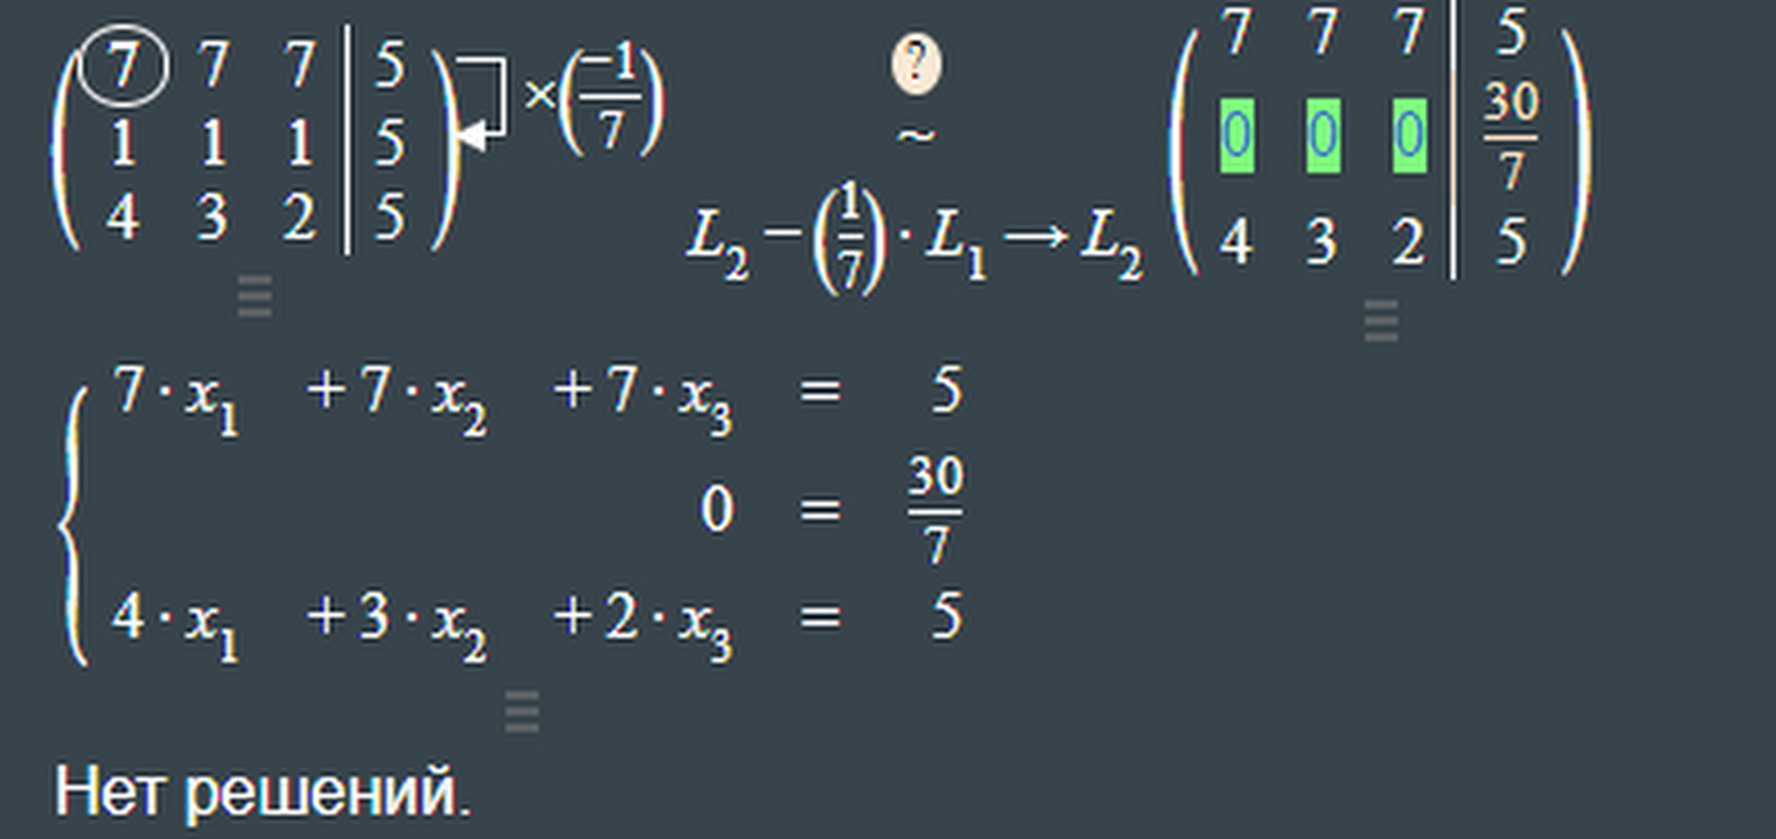 7 7 7 | 5 ×(−1/7) ? 7 7 7 | 5
1 1 1 | 5 ~ 0 0 0 | 30/7
4 3 2 | 5 L₂−(1/7)·L₁→L₂ 4 3 2 | 5
7·x₁ +7·x₂ +7·x₃ = 5
0 = 30/7
4·x₁ +3·x₂ +2·x₃ = 5
Нет решений.